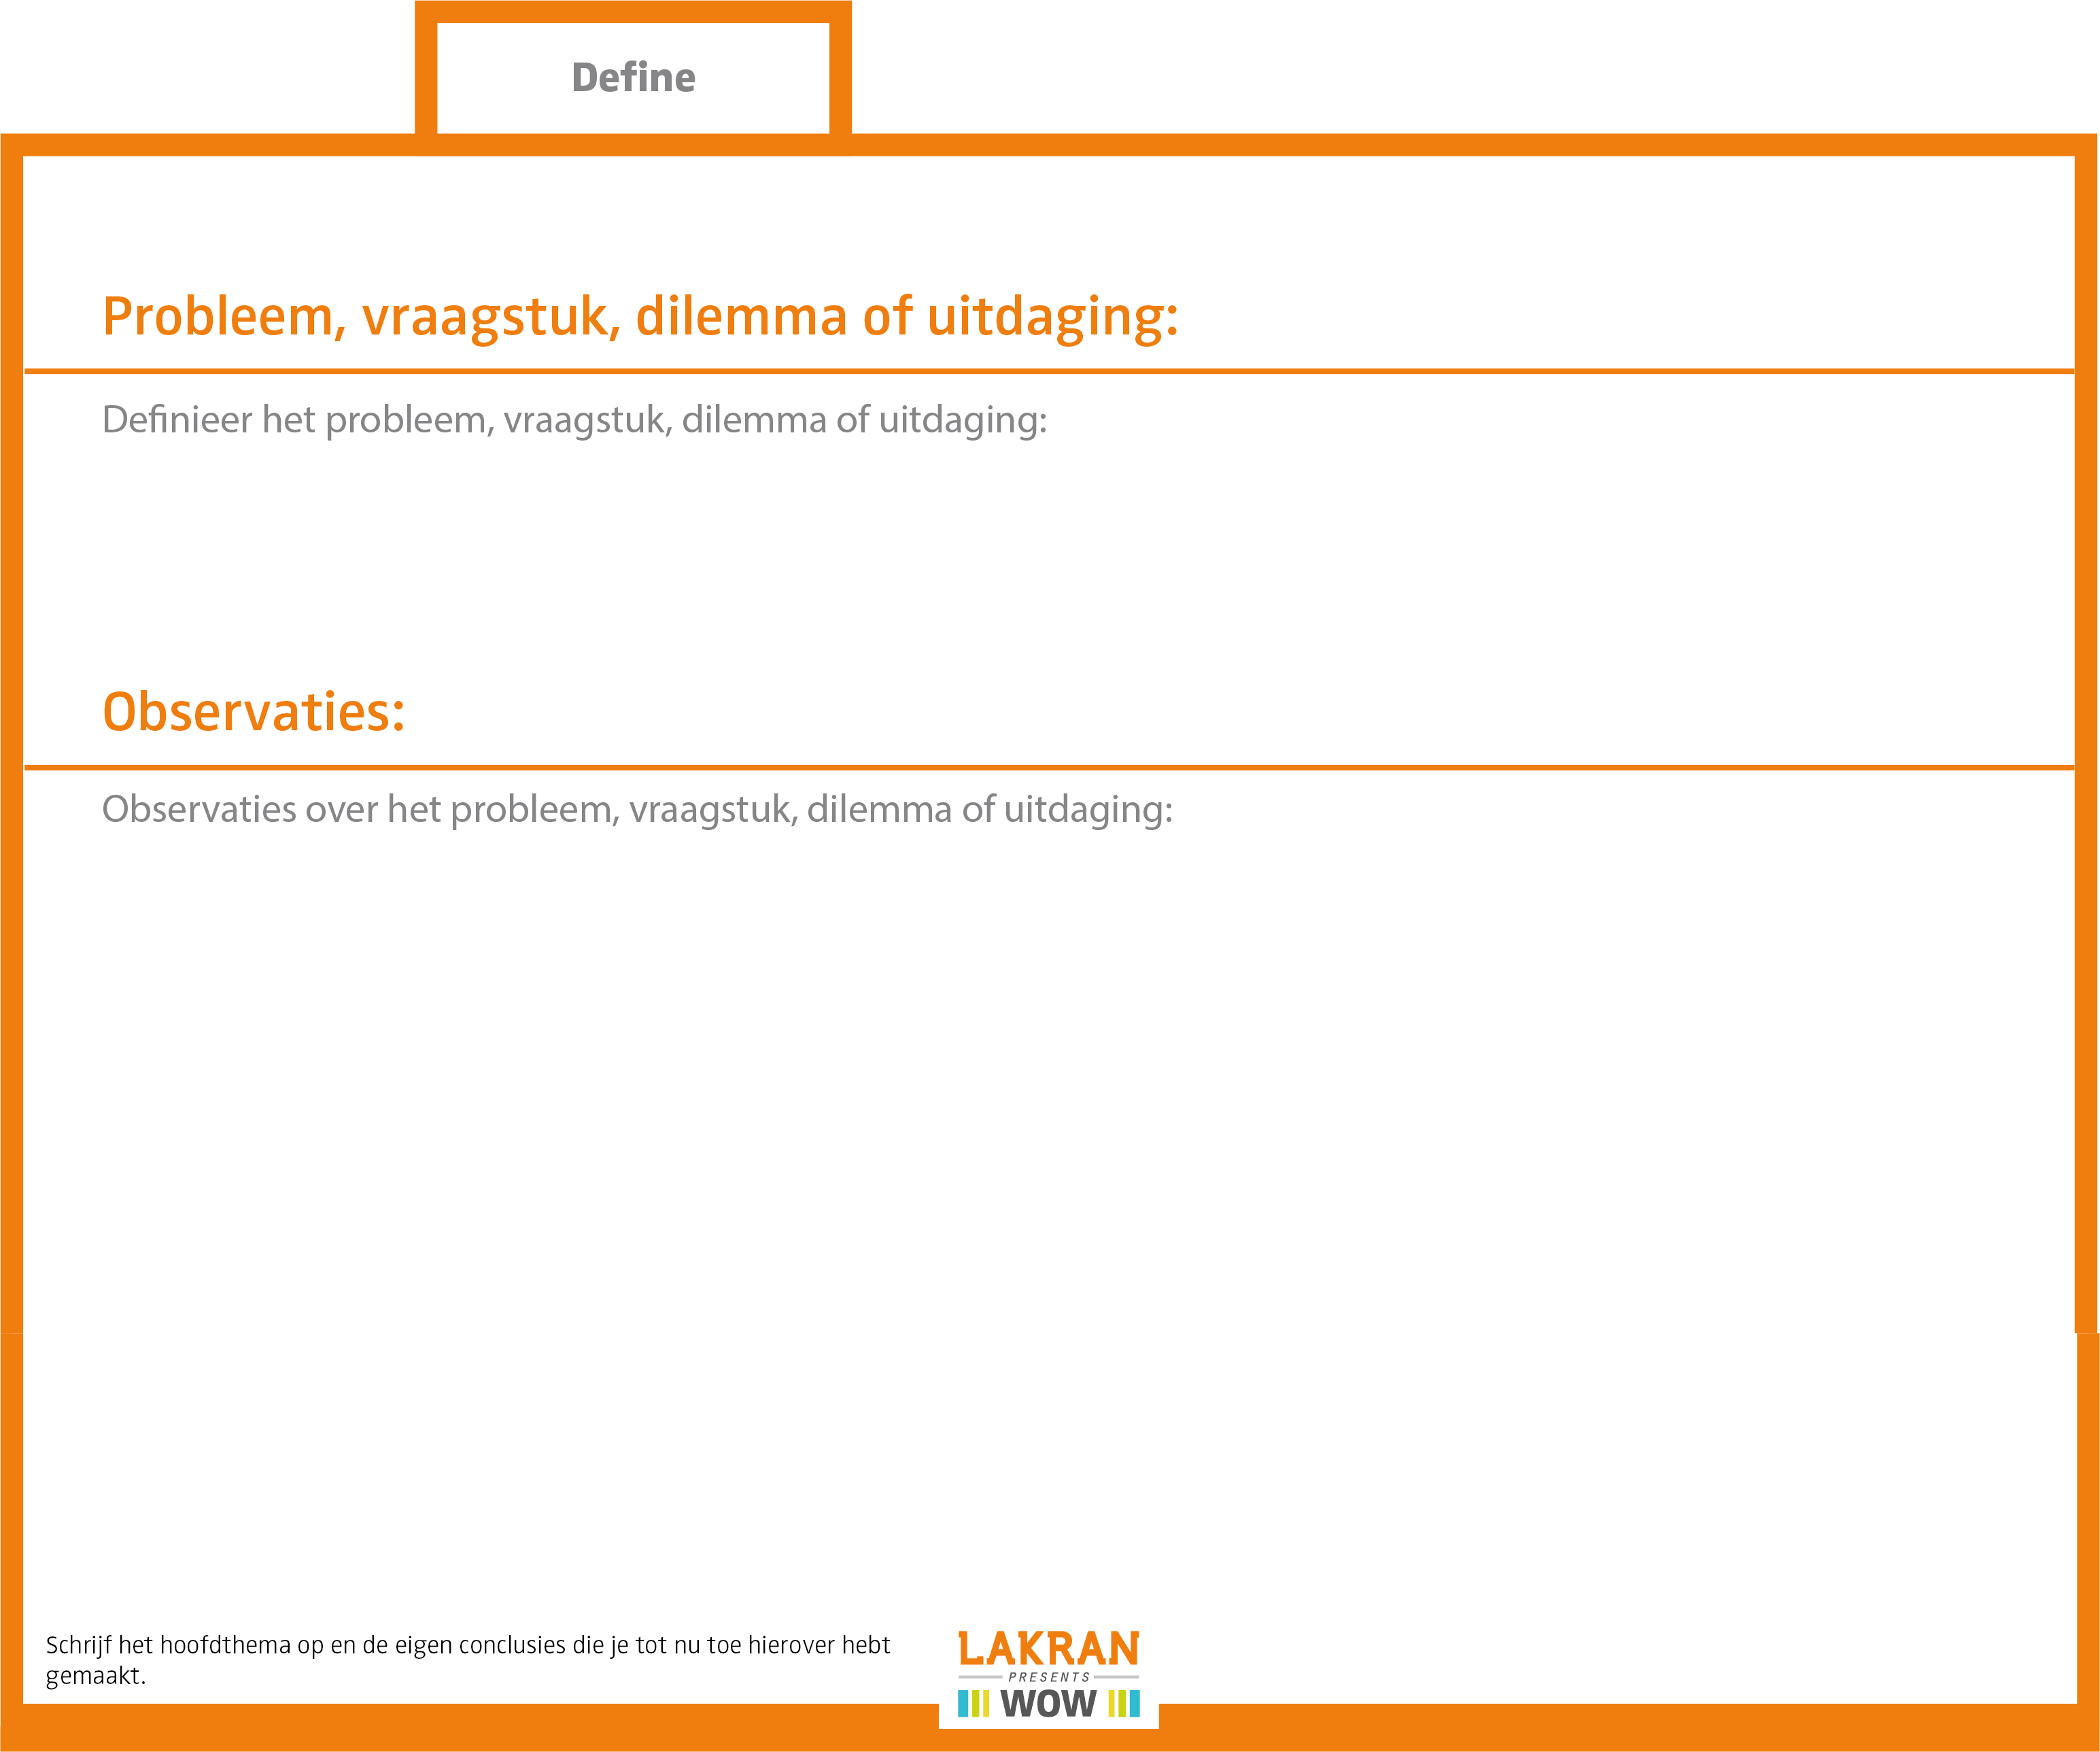 Define
Probleem, vraagstuk, dilemma of uitdaging:
Definieer het probleem, vraagstuk, dilemma of uitdaging:
Observaties:
Observaties over het probleem, vraagstuk, dilemma of uitdaging:
Schrijf het hoofdthema op en de eigen conclusies die je tot nu toe hierover hebt
gemaakt.
LAKRAN
PRESENTS
WOW